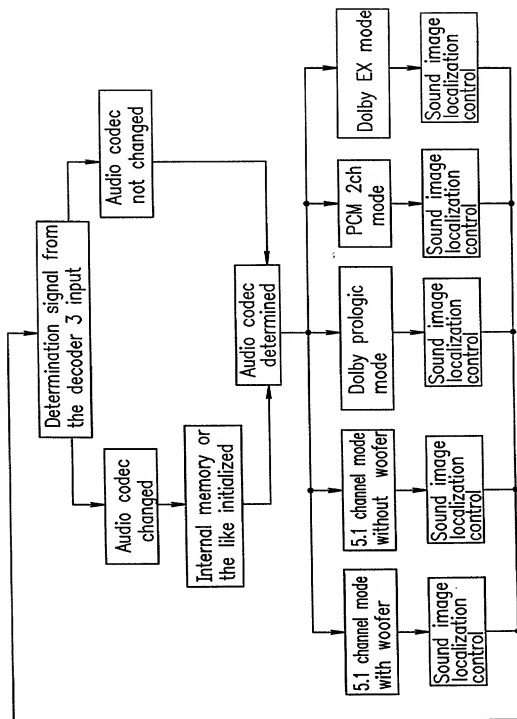 Determination signal from
the decoder 3 input
Audio codec
changed
Audio codec
not changed
Internal memory or
the like initialized
Audio codec
determined
5.1 channel mode
with woofer
5.1 channel mode
without woofer
Dolby prologic
mode
PCM 2ch
mode
Dolby EX mode
Sound image
localization
control
Sound image
localization
control
Sound image
localization
control
Sound image
localization
control
Sound image
localization
control